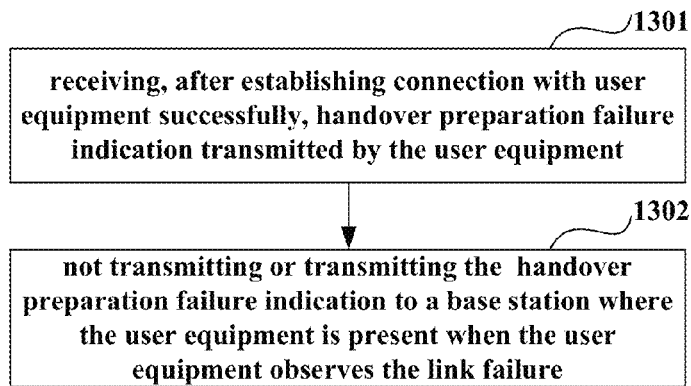 1301
receiving, after establishing connection with user
equipment successfully, handover preparation failure
indication transmitted by the user equipment
1302
not transmitting or transmitting the handover
preparation failure indication to a base station where
the user equipment is present when the user
equipment observes the link failure